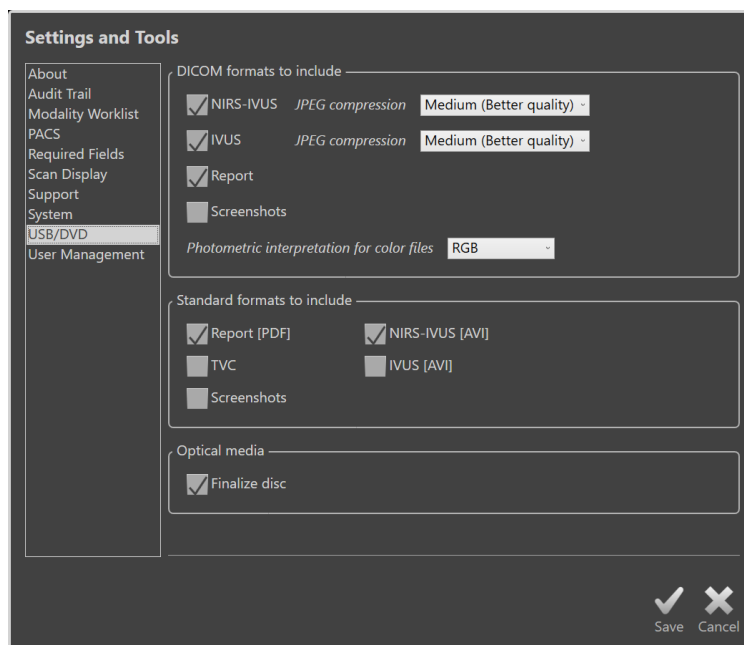 Settings and Tools
About
Audit Trail
Modality Worklist
PACS
Required Fields
Scan Display
Support
System
USB/DVD
User Management
DICOM formats to include
NIRS-IVUS JPEG compression Medium (Better quality)
IVUS JPEG compression Medium (Better quality)
Report
Screenshots
Photometric interpretation for color files RGB
Standard formats to include
Report [PDF] NIRS-IVUS [AVI]
TVC IVUS [AVI]
Screenshots
Optical media
Finalize disc
Save Cancel